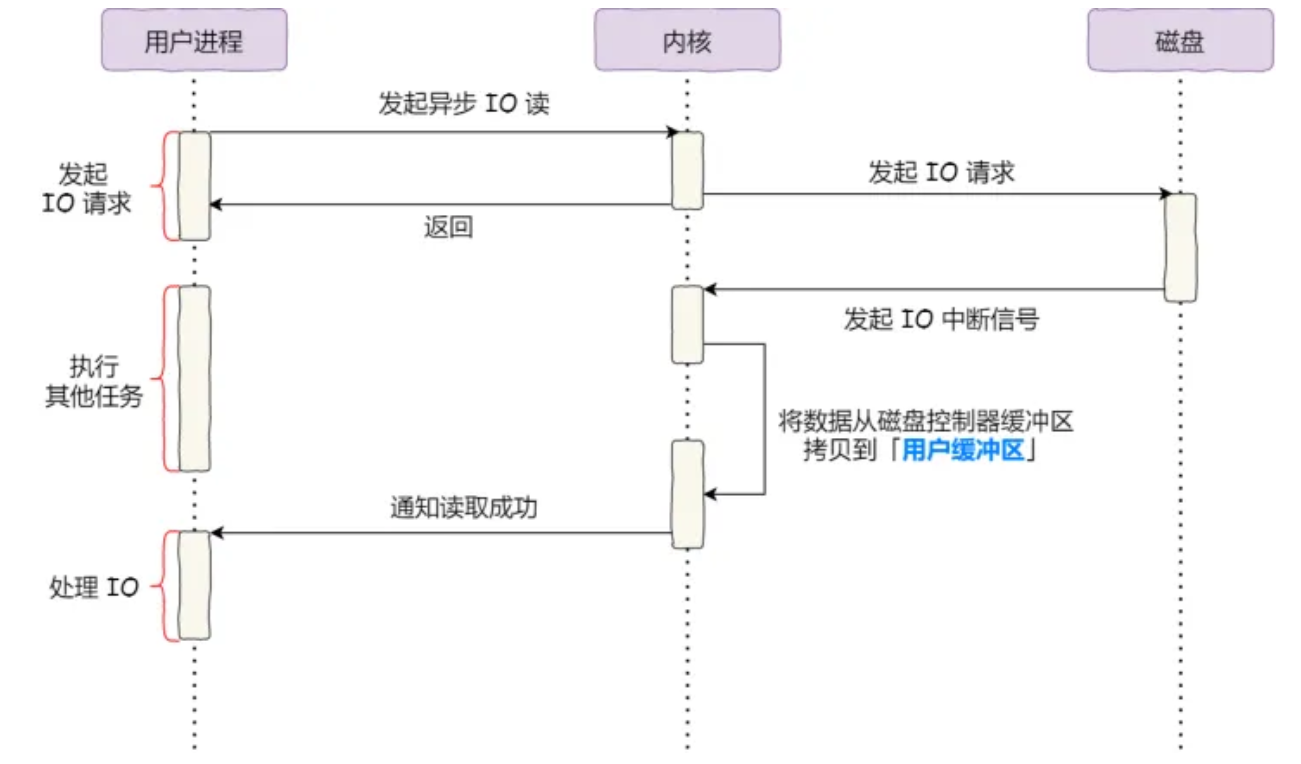 用户进程
内核
磁盘
发起异步 IO 读
发起
IO 请求
发起 IO 请求
返回
发起 IO 中断信号
执行
其他任务
将数据从磁盘控制器缓冲区
拷贝到「用户缓冲区」
通知读取成功
处理 IO